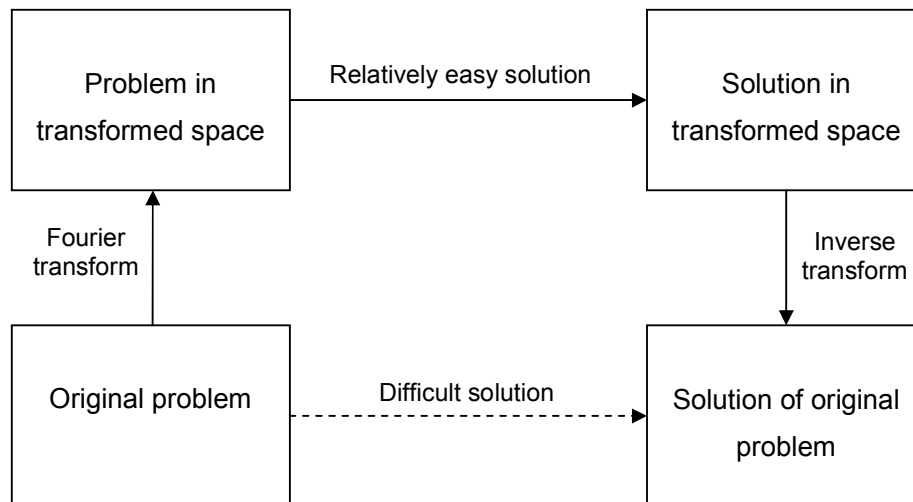 Problem in
transformed space
Relatively easy solution
Solution in
transformed space
Fourier
transform
Inverse
transform
Original problem
Difficult solution
Solution of original
problem